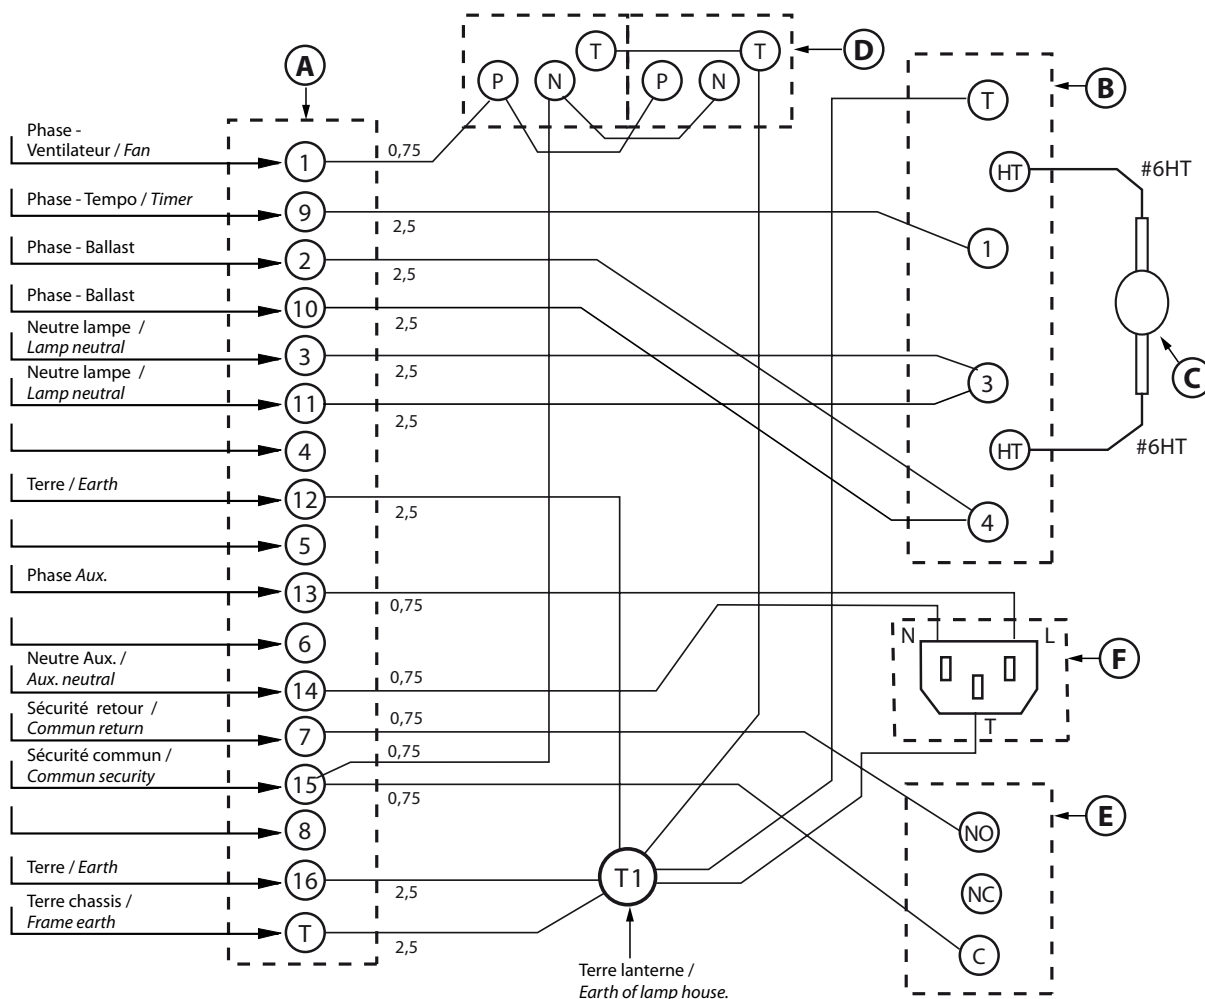 T
T
D
A
P
N
P
N
B
T
Phase -
Ventilateur / Fan
1
0,75
HT
#6HT
Phase - Tempo / Timer
9
2,5
1
Phase - Ballast
2
2,5
Phase - Ballast
10
2,5
Neutre lampe /
Lamp neutral
3
2,5
3
C
Neutre lampe /
Lamp neutral
11
2,5
4
HT
#6HT
Terre / Earth
12
2,5
4
5
Phase Aux.
13
0,75
6
N
L
F
Neutre Aux. /
Aux. neutral
14
0,75
T
Sécurité retour /
Commun return
7
0,75
Sécurité commun /
Commun security
0,75
15
0,75
E
8
NO
Terre / Earth
16
2,5
T1
NC
Terre chassis /
Frame earth
T
2,5
C
Terre lanterne /
Earth of lamp house.